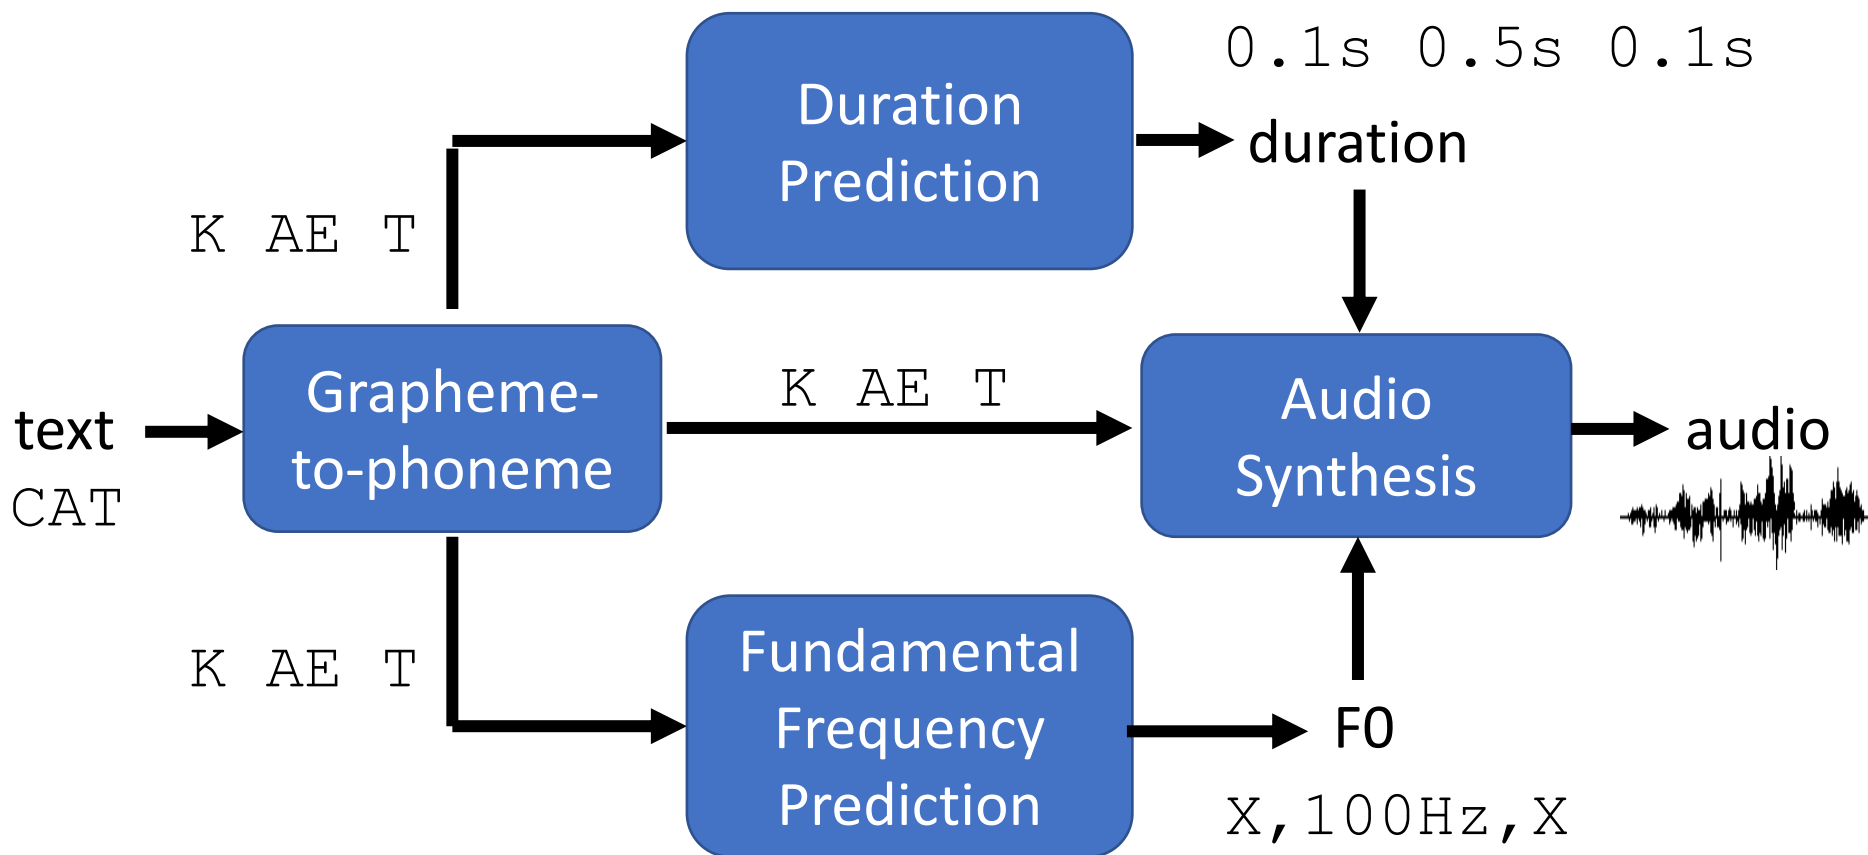 0.1s 0.5s 0.1s
Duration
Prediction
duration
K AE T
Grapheme-
to-phoneme
K AE T
Audio
Synthesis
text
CAT
audio
K AE T
Fundamental
Frequency
Prediction
F0
X,100Hz,X